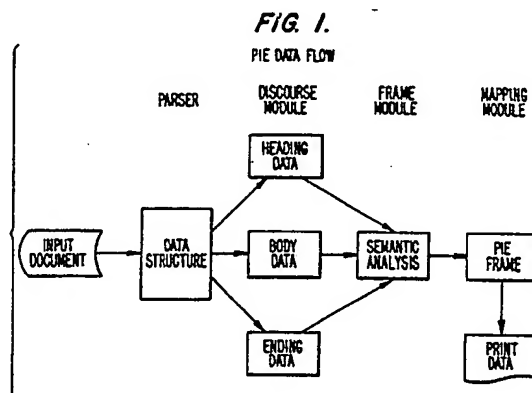 FIG. 1.
PIE DATA FLOW
PARSER
DISCOURSE
MODULE
FRAME
MODULE
MAPPING
MODULE
HEADING
DATA
INPUT
DOCUMENT
DATA
STRUCTURE
BODY
DATA
SEMANTIC
ANALYSIS
PIE
FRAME
ENDING
DATA
PRINT
DATA